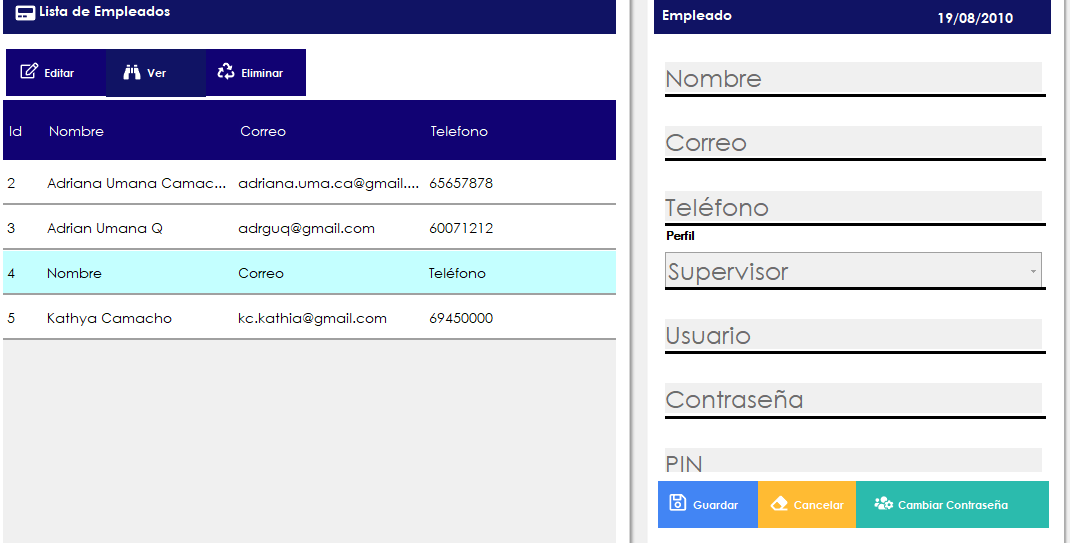 Lista de Empleados
Editar Ver Eliminar
Id Nombre Correo Telefono
2 Adriana Umana Camac... adriana.uma.ca@gmail.... 65657878
3 Adrian Umana Q adrguq@gmail.com 60071212
4 Nombre Correo Teléfono
5 Kathya Camacho kc.kathia@gmail.com 69450000
Empleado 19/08/2010
Nombre
Correo
Teléfono
Perfil
Supervisor
Usuario
Contraseña
PIN
Guardar Cancelar Cambiar Contraseña